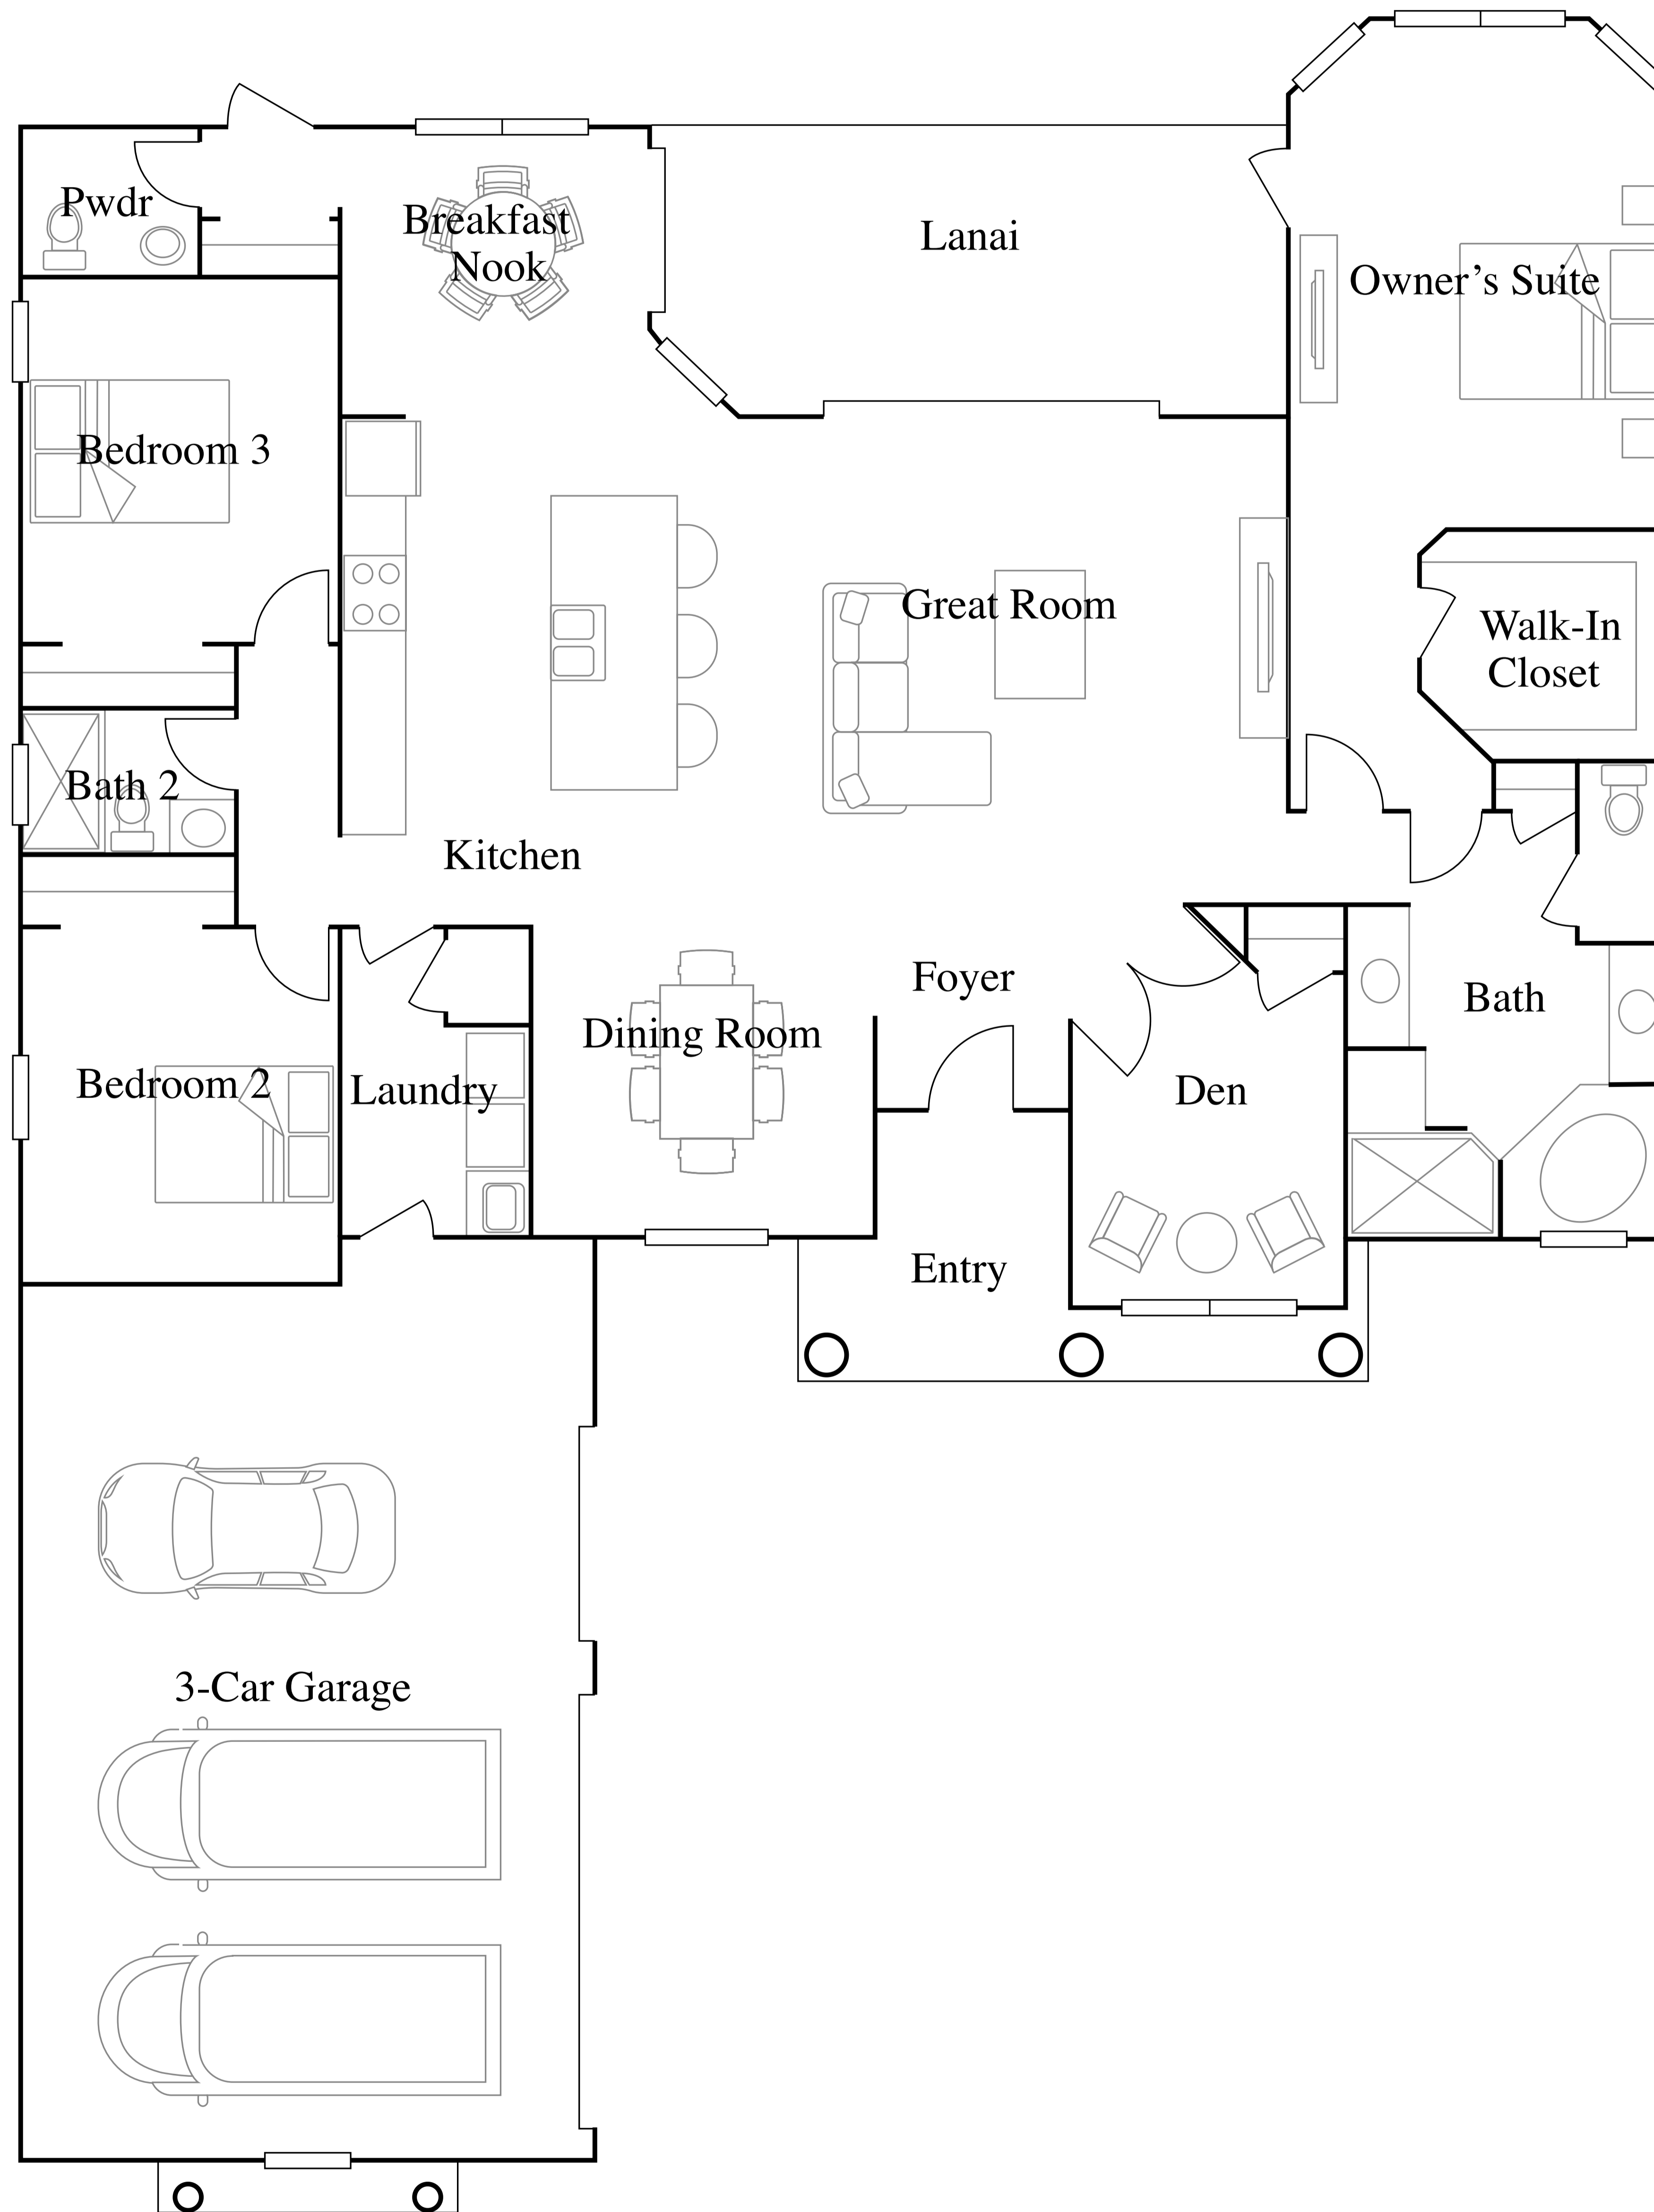 Pwdr
Breakfast
Nook
Lanai
Owner's Suite
Bedroom 3
Great Room
Walk-In
Closet
Bath 2
Kitchen
Foyer
Bath
Dining Room
Bedroom 2
Laundry
Den
Entry
3-Car Garage